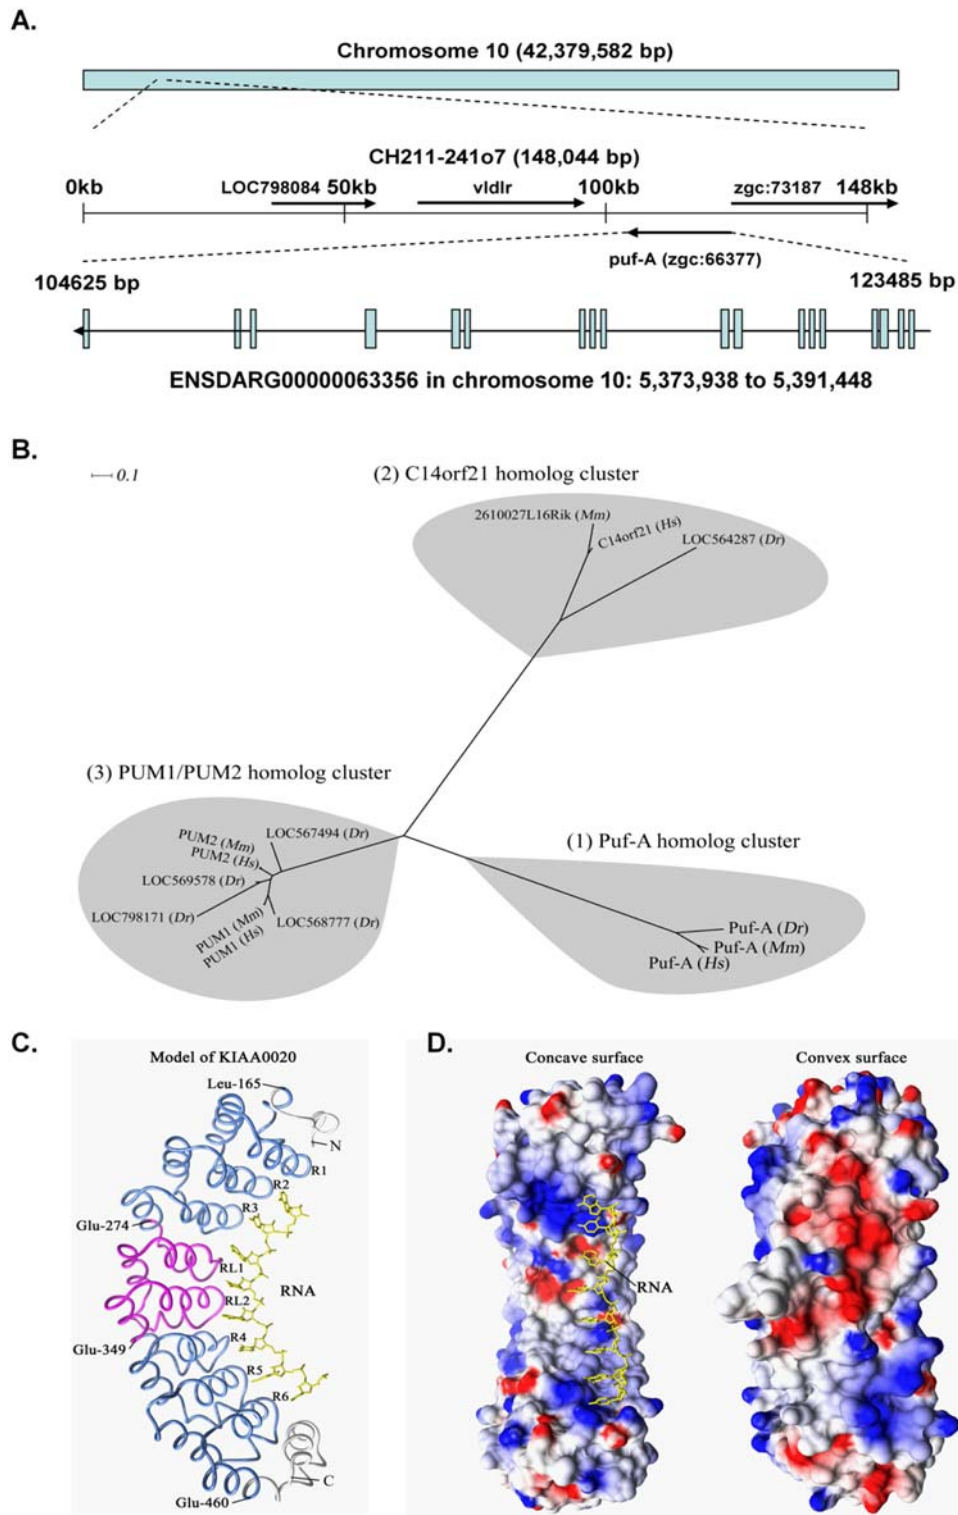 A.
Chromosome 10 (42,379,582 bp)
CH211-241o7 (148,044 bp)
0kb LOC798084 50kb vldlr 100kb zgc:73187 148kb
puf-A (zgc:66377)
104625 bp 123485 bp
ENSDARG00000063356 in chromosome 10: 5,373,938 to 5,391,448
B.
0.1
(2) C14orf21 homolog cluster
2610027L16Rik (Mm)
C14orf21 (Hs)
LOC564287 (Dr)
(3) PUM1/PUM2 homolog cluster
LOC567494 (Dr)
PUM2 (Mm)
PUM2 (Hs)
LOC569578 (Dr)
LOC798171 (Dr)
PUM1 (Mm)
PUM1 (Hs)
LOC568777 (Dr)
(1) Puf-A homolog cluster
Puf-A (Dr)
Puf-A (Mm)
Puf-A (Hs)
C.
Model of KIAA0020
Leu-165
N
R1
R2
R3
Glu-274
RL1
RNA
RL2
Glu-349
R4
R5
R6
C
Glu-460
D.
Concave surface Convex surface
RNA